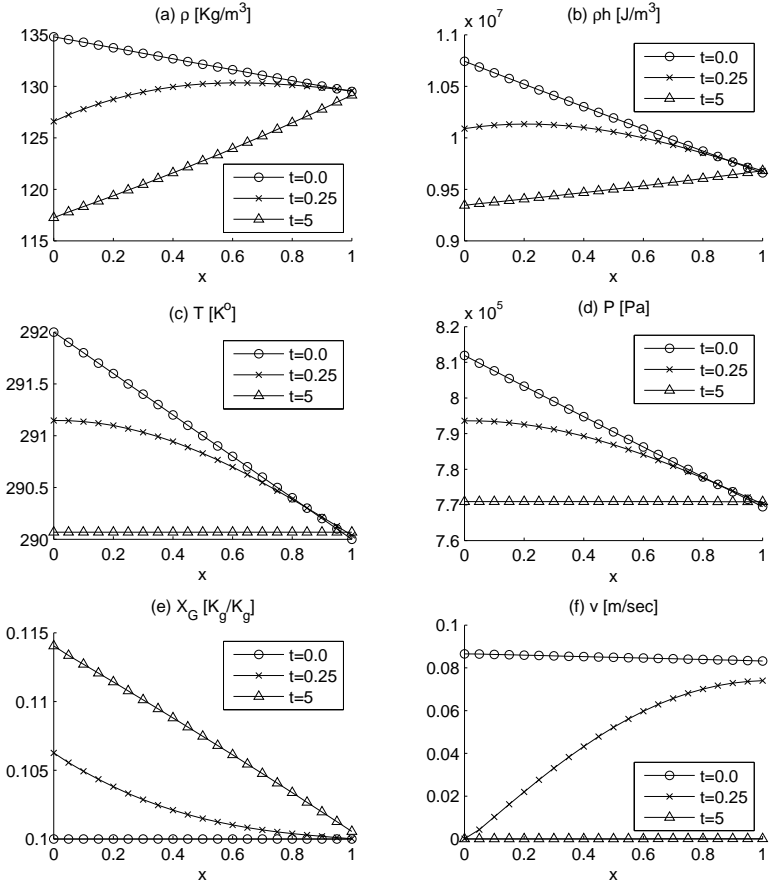 (a) ρ [Kg/m³]
135
130
125
120
115
0 0.2 0.4 0.6 0.8 1
x
t=0.0
t=0.25
t=5
(b) ρh [J/m³]
x 10⁷
1.1
1.05
1
0.95
0.9
0 0.2 0.4 0.6 0.8 1
x
t=0.0
t=0.25
t=5
(c) T [Kº]
292
291.5
291
290.5
290
0 0.2 0.4 0.6 0.8 1
x
t=0.0
t=0.25
t=5
(d) P [Pa]
x 10⁵
8.2
8.1
8
7.9
7.8
7.7
7.6
0 0.2 0.4 0.6 0.8 1
x
t=0.0
t=0.25
t=5
(e) X_G [K_g/K_g]
0.115
0.11
0.105
0.1
0 0.2 0.4 0.6 0.8 1
x
t=0.0
t=0.25
t=5
(f) v [m/sec]
0.1
0.08
0.06
0.04
0.02
0
0 0.2 0.4 0.6 0.8 1
x
t=0.0
t=0.25
t=5